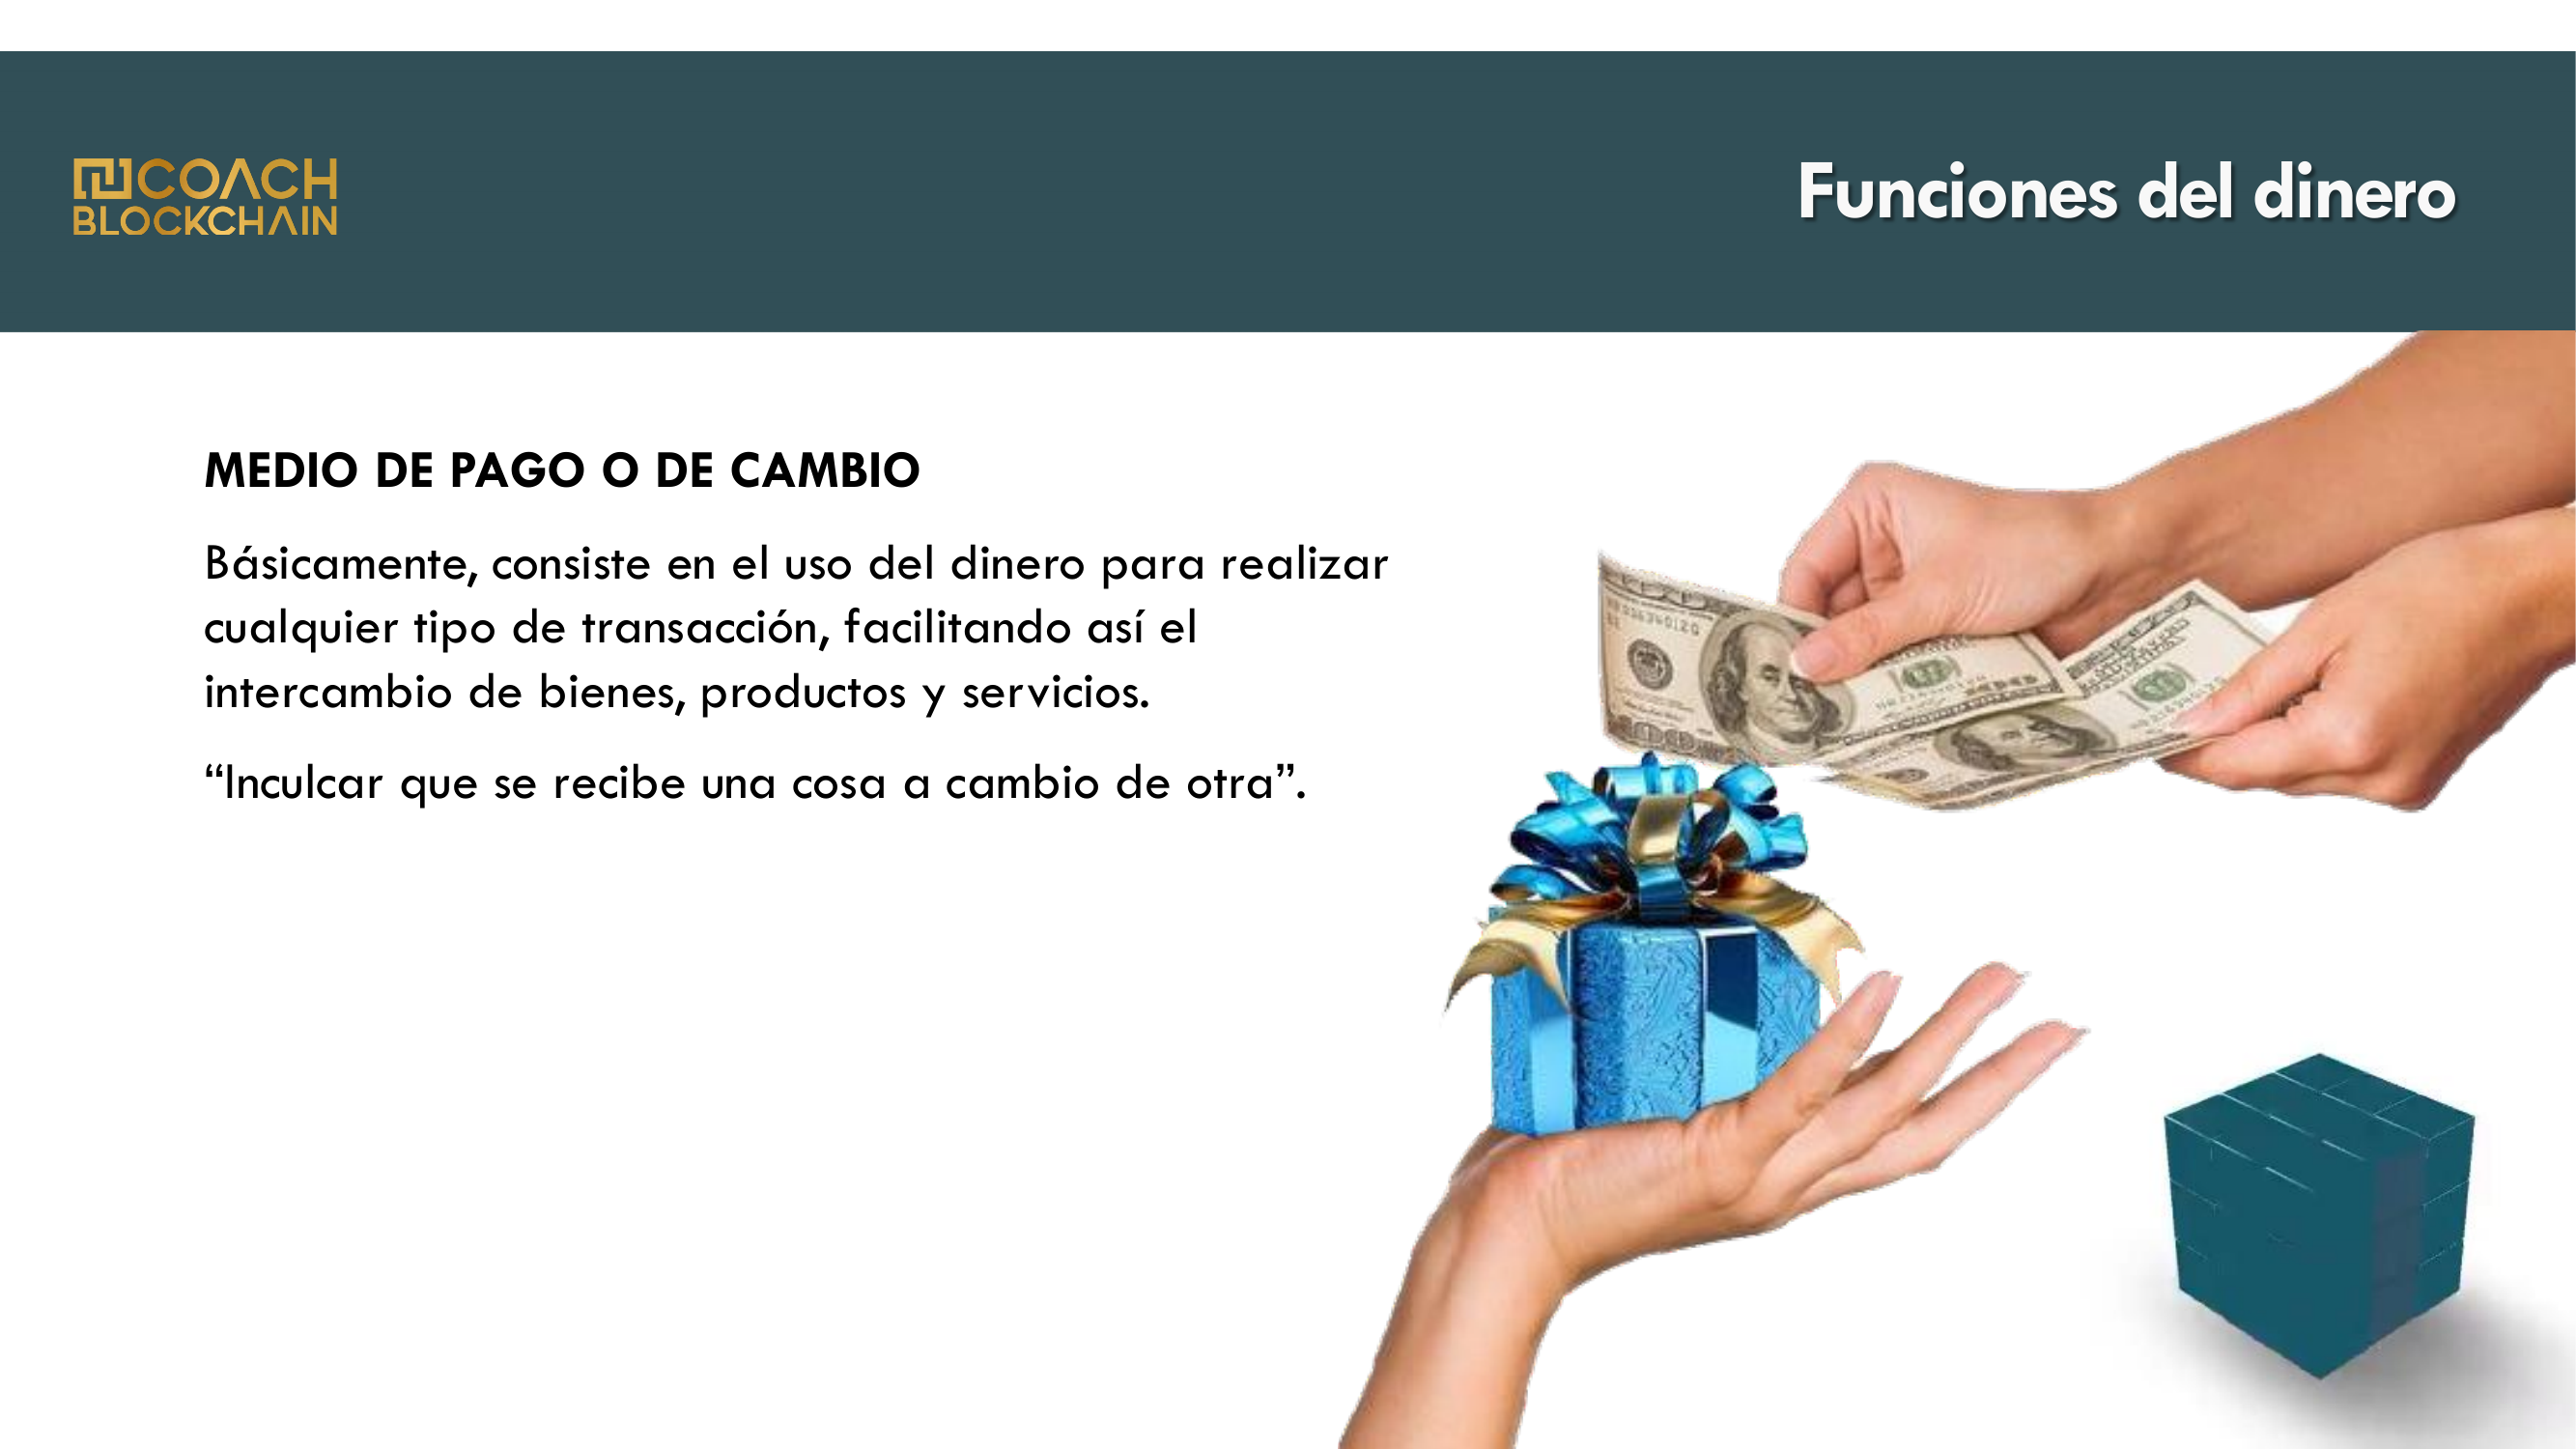 COACH
BLOCKCHAIN
Funciones del dinero
MEDIO DE PAGO O DE CAMBIO
Básicamente, consiste en el uso del dinero para realizar
cualquier tipo de transacción, facilitando así el
intercambio de bienes, productos y servicios.
“Inculcar que se recibe una cosa a cambio de otra”.